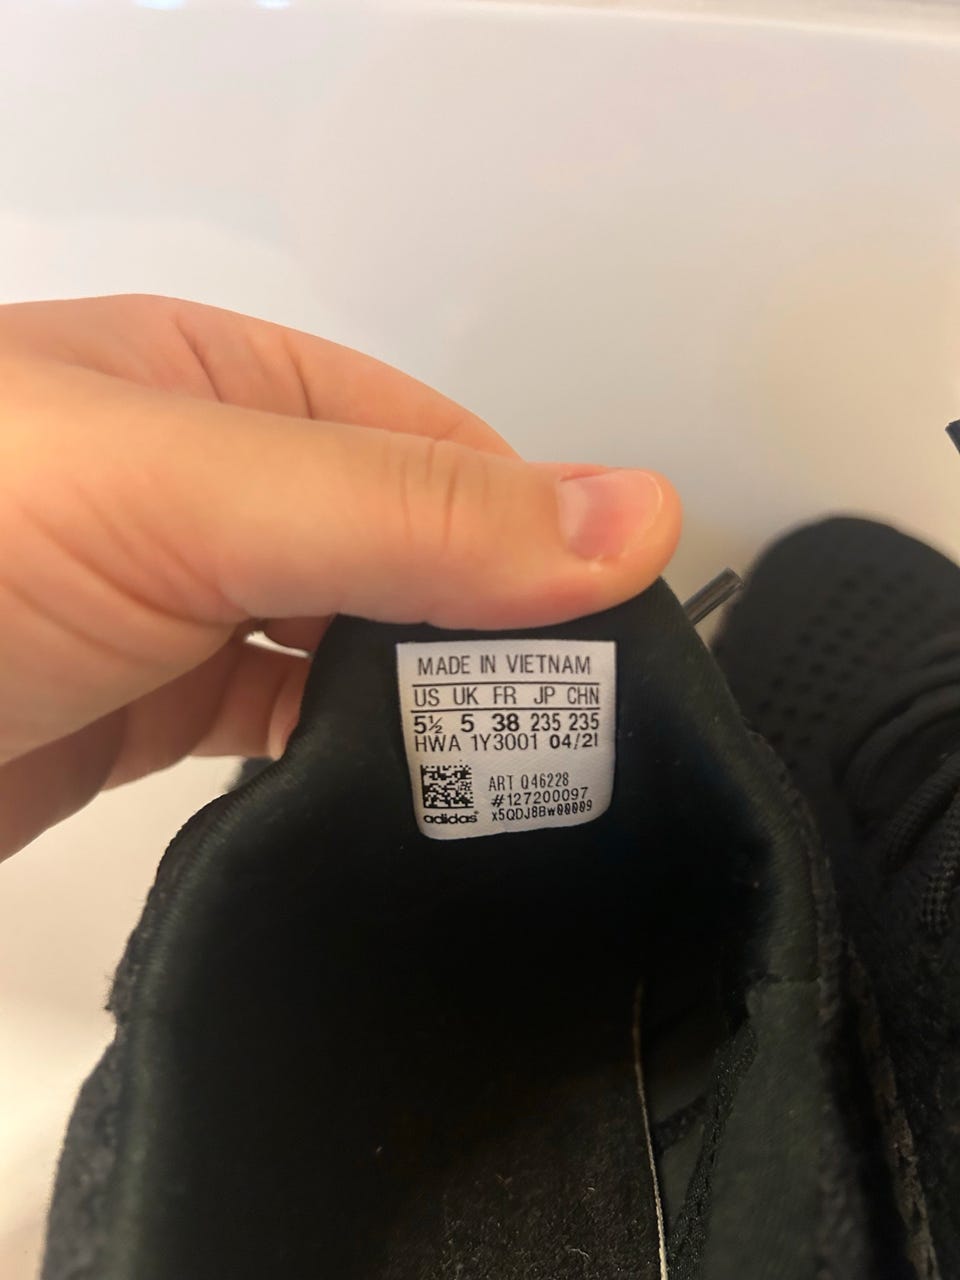 MADE IN VIETNAM
US UK FR JP CHN
5½ 5 38 235 235
HWA 1Y3001 04/21
ART Q46228
#127200097
x5QDJ8Bw00009
adidas